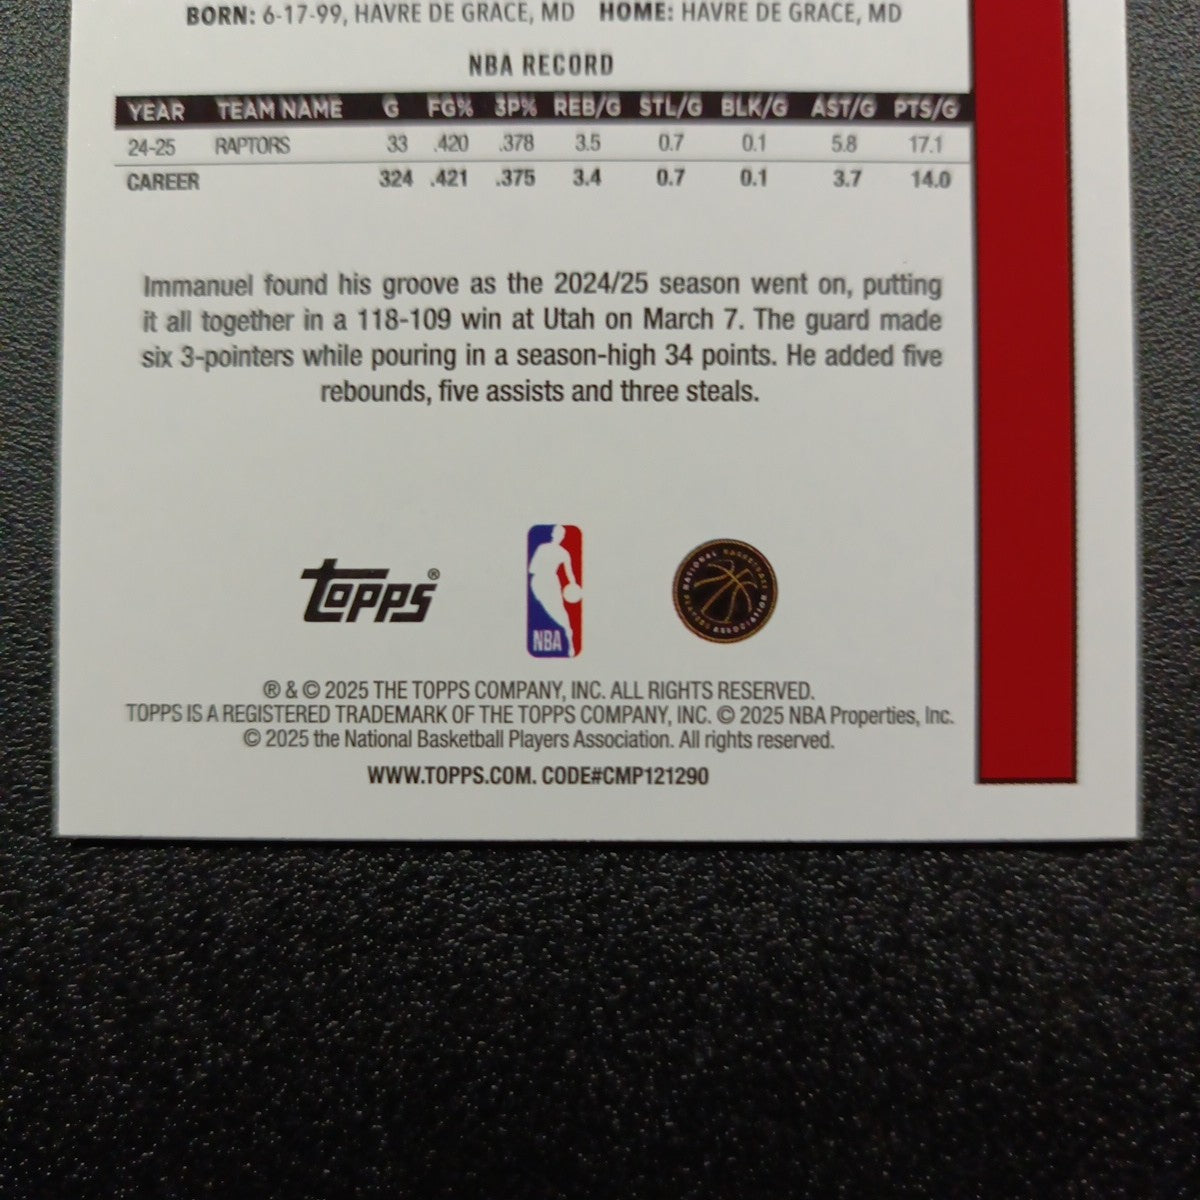 BORN: 6-17-99, HAVRE DE GRACE, MD HOME: HAVRE DE GRACE, MD
NBA RECORD
YEAR TEAM NAME G FG% 3P% REB/G STL/G BLK/G AST/G PTS/G
24-25 RAPTORS 33 .420 .378 3.5 0.7 0.1 5.8 17.1
CAREER 324 .421 .375 3.4 0.7 0.1 3.7 14.0
Immanuel found his groove as the 2024/25 season went on, putting
it all together in a 118-109 win at Utah on March 7. The guard made
six 3-pointers while pouring in a season-high 34 points. He added five
rebounds, five assists and three steals.
Topps®
NBA
NATIONAL BASKETBALL PLAYERS ASSOCIATION
® & © 2025 THE TOPPS COMPANY, INC. ALL RIGHTS RESERVED.
TOPPS IS A REGISTERED TRADEMARK OF THE TOPPS COMPANY, INC. © 2025 NBA Properties, Inc.
© 2025 the National Basketball Players Association. All rights reserved.
WWW.TOPPS.COM. CODE#CMP121290